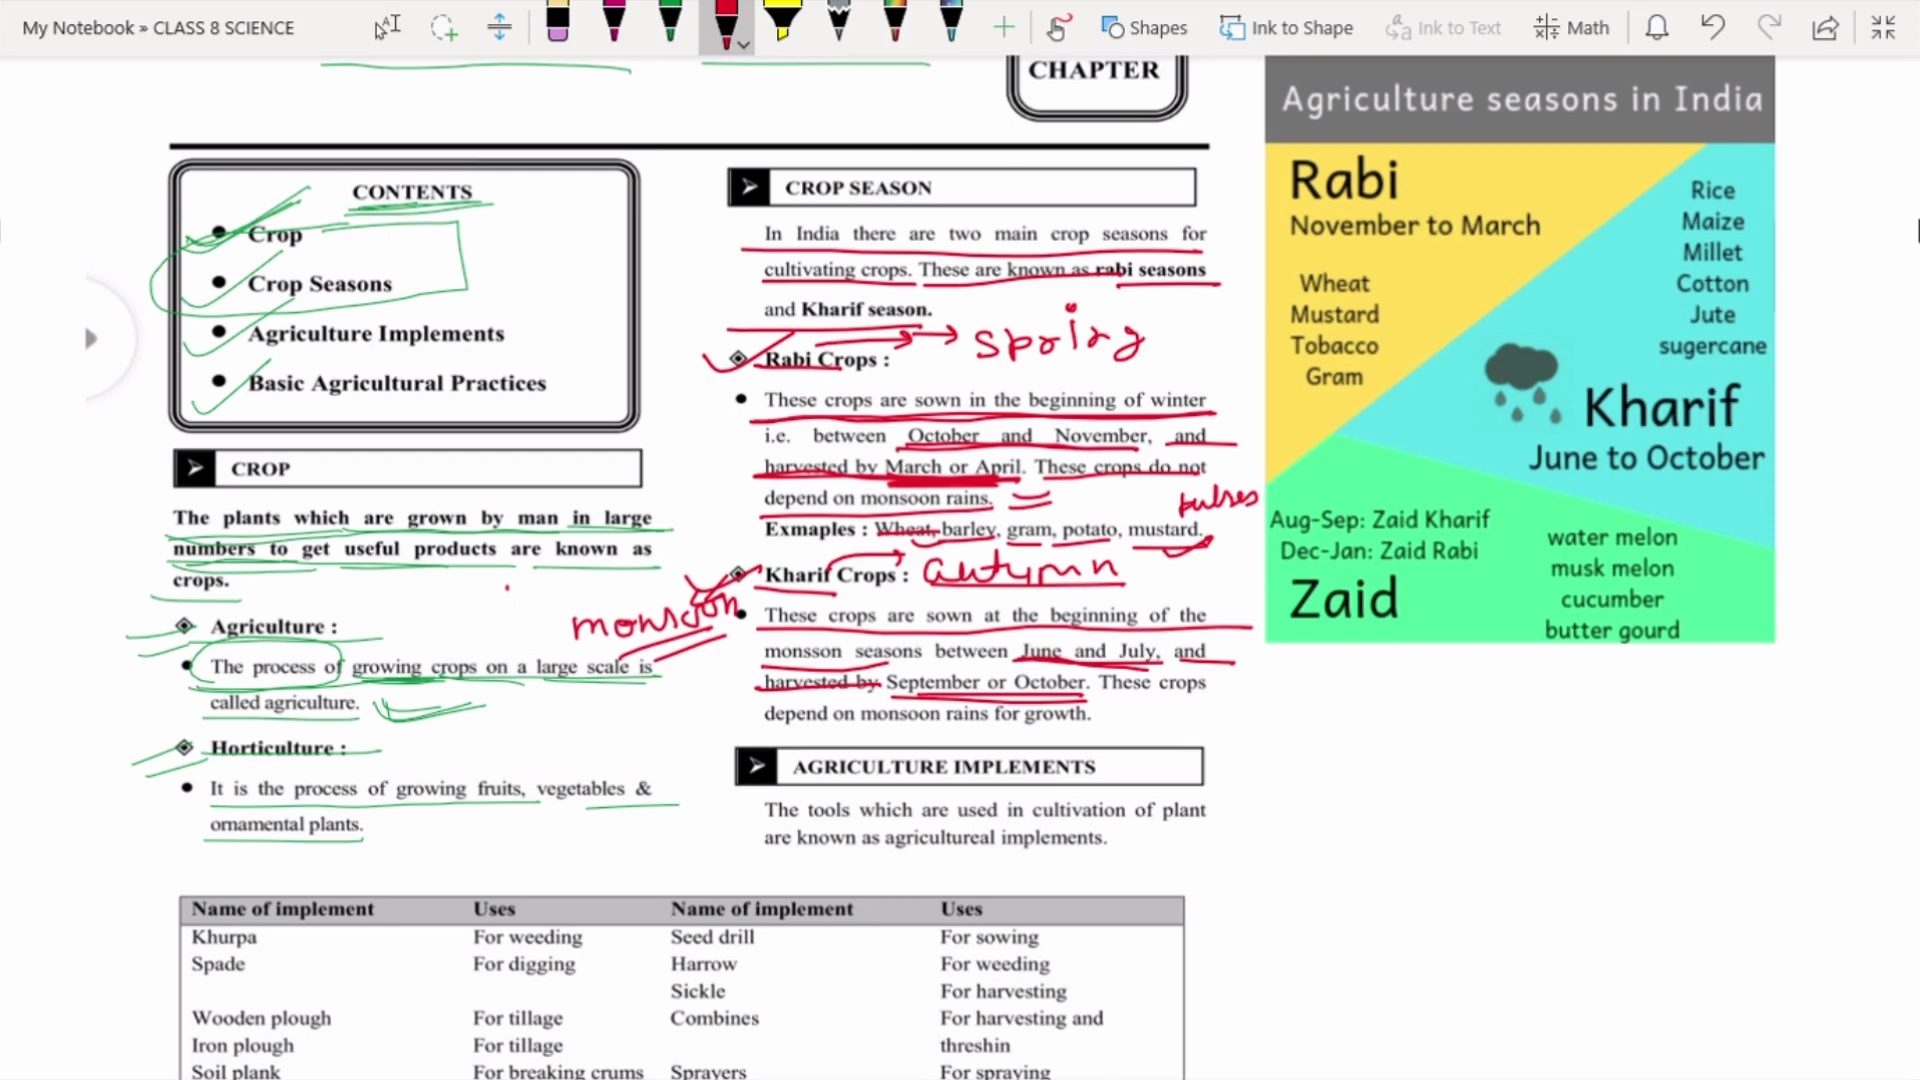 My Notebook » CLASS 8 SCIENCE
Shapes
Ink to Shape
Ink to Text
Math
CHAPTER
CONTENTS
Crop
Crop Seasons
Agriculture Implements
Basic Agricultural Practices
CROP
The plants which are grown by man in large
numbers to get useful products are known as
crops.
Agriculture :
The process of growing crops on a large scale is
called agriculture.
Horticulture :
It is the process of growing fruits, vegetables &
ornamental plants.
monsoon
CROP SEASON
In India there are two main crop seasons for
cultivating crops. These are known as rabi seasons
and Kharif season.
spring
Rabi Crops :
These crops are sown in the beginning of winter
i.e. between October and November, and
harvested by March or April. These crops do not
depend on monsoon rains.
pulses
Exmaples : Wheat, barley, gram, potato, mustard.
Kharif Crops : autumn
These crops are sown at the beginning of the
monsson seasons between June and July, and
harvested by September or October. These crops
depend on monsoon rains for growth.
AGRICULTURE IMPLEMENTS
The tools which are used in cultivation of plant
are known as agricultureal implements.
Name of implement Uses Name of implement Uses
Khurpa For weeding Seed drill For sowing
Spade For digging Harrow For weeding
Sickle For harvesting
Wooden plough For tillage Combines For harvesting and
Iron plough For tillage threshin
Soil plank For breaking crums Sprayers For spraying
Agriculture seasons in India
Rabi
November to March
Wheat
Mustard
Tobacco
Gram
Rice
Maize
Millet
Cotton
Jute
sugercane
Kharif
June to October
Aug-Sep: Zaid Kharif
Dec-Jan: Zaid Rabi
Zaid
water melon
musk melon
cucumber
butter gourd